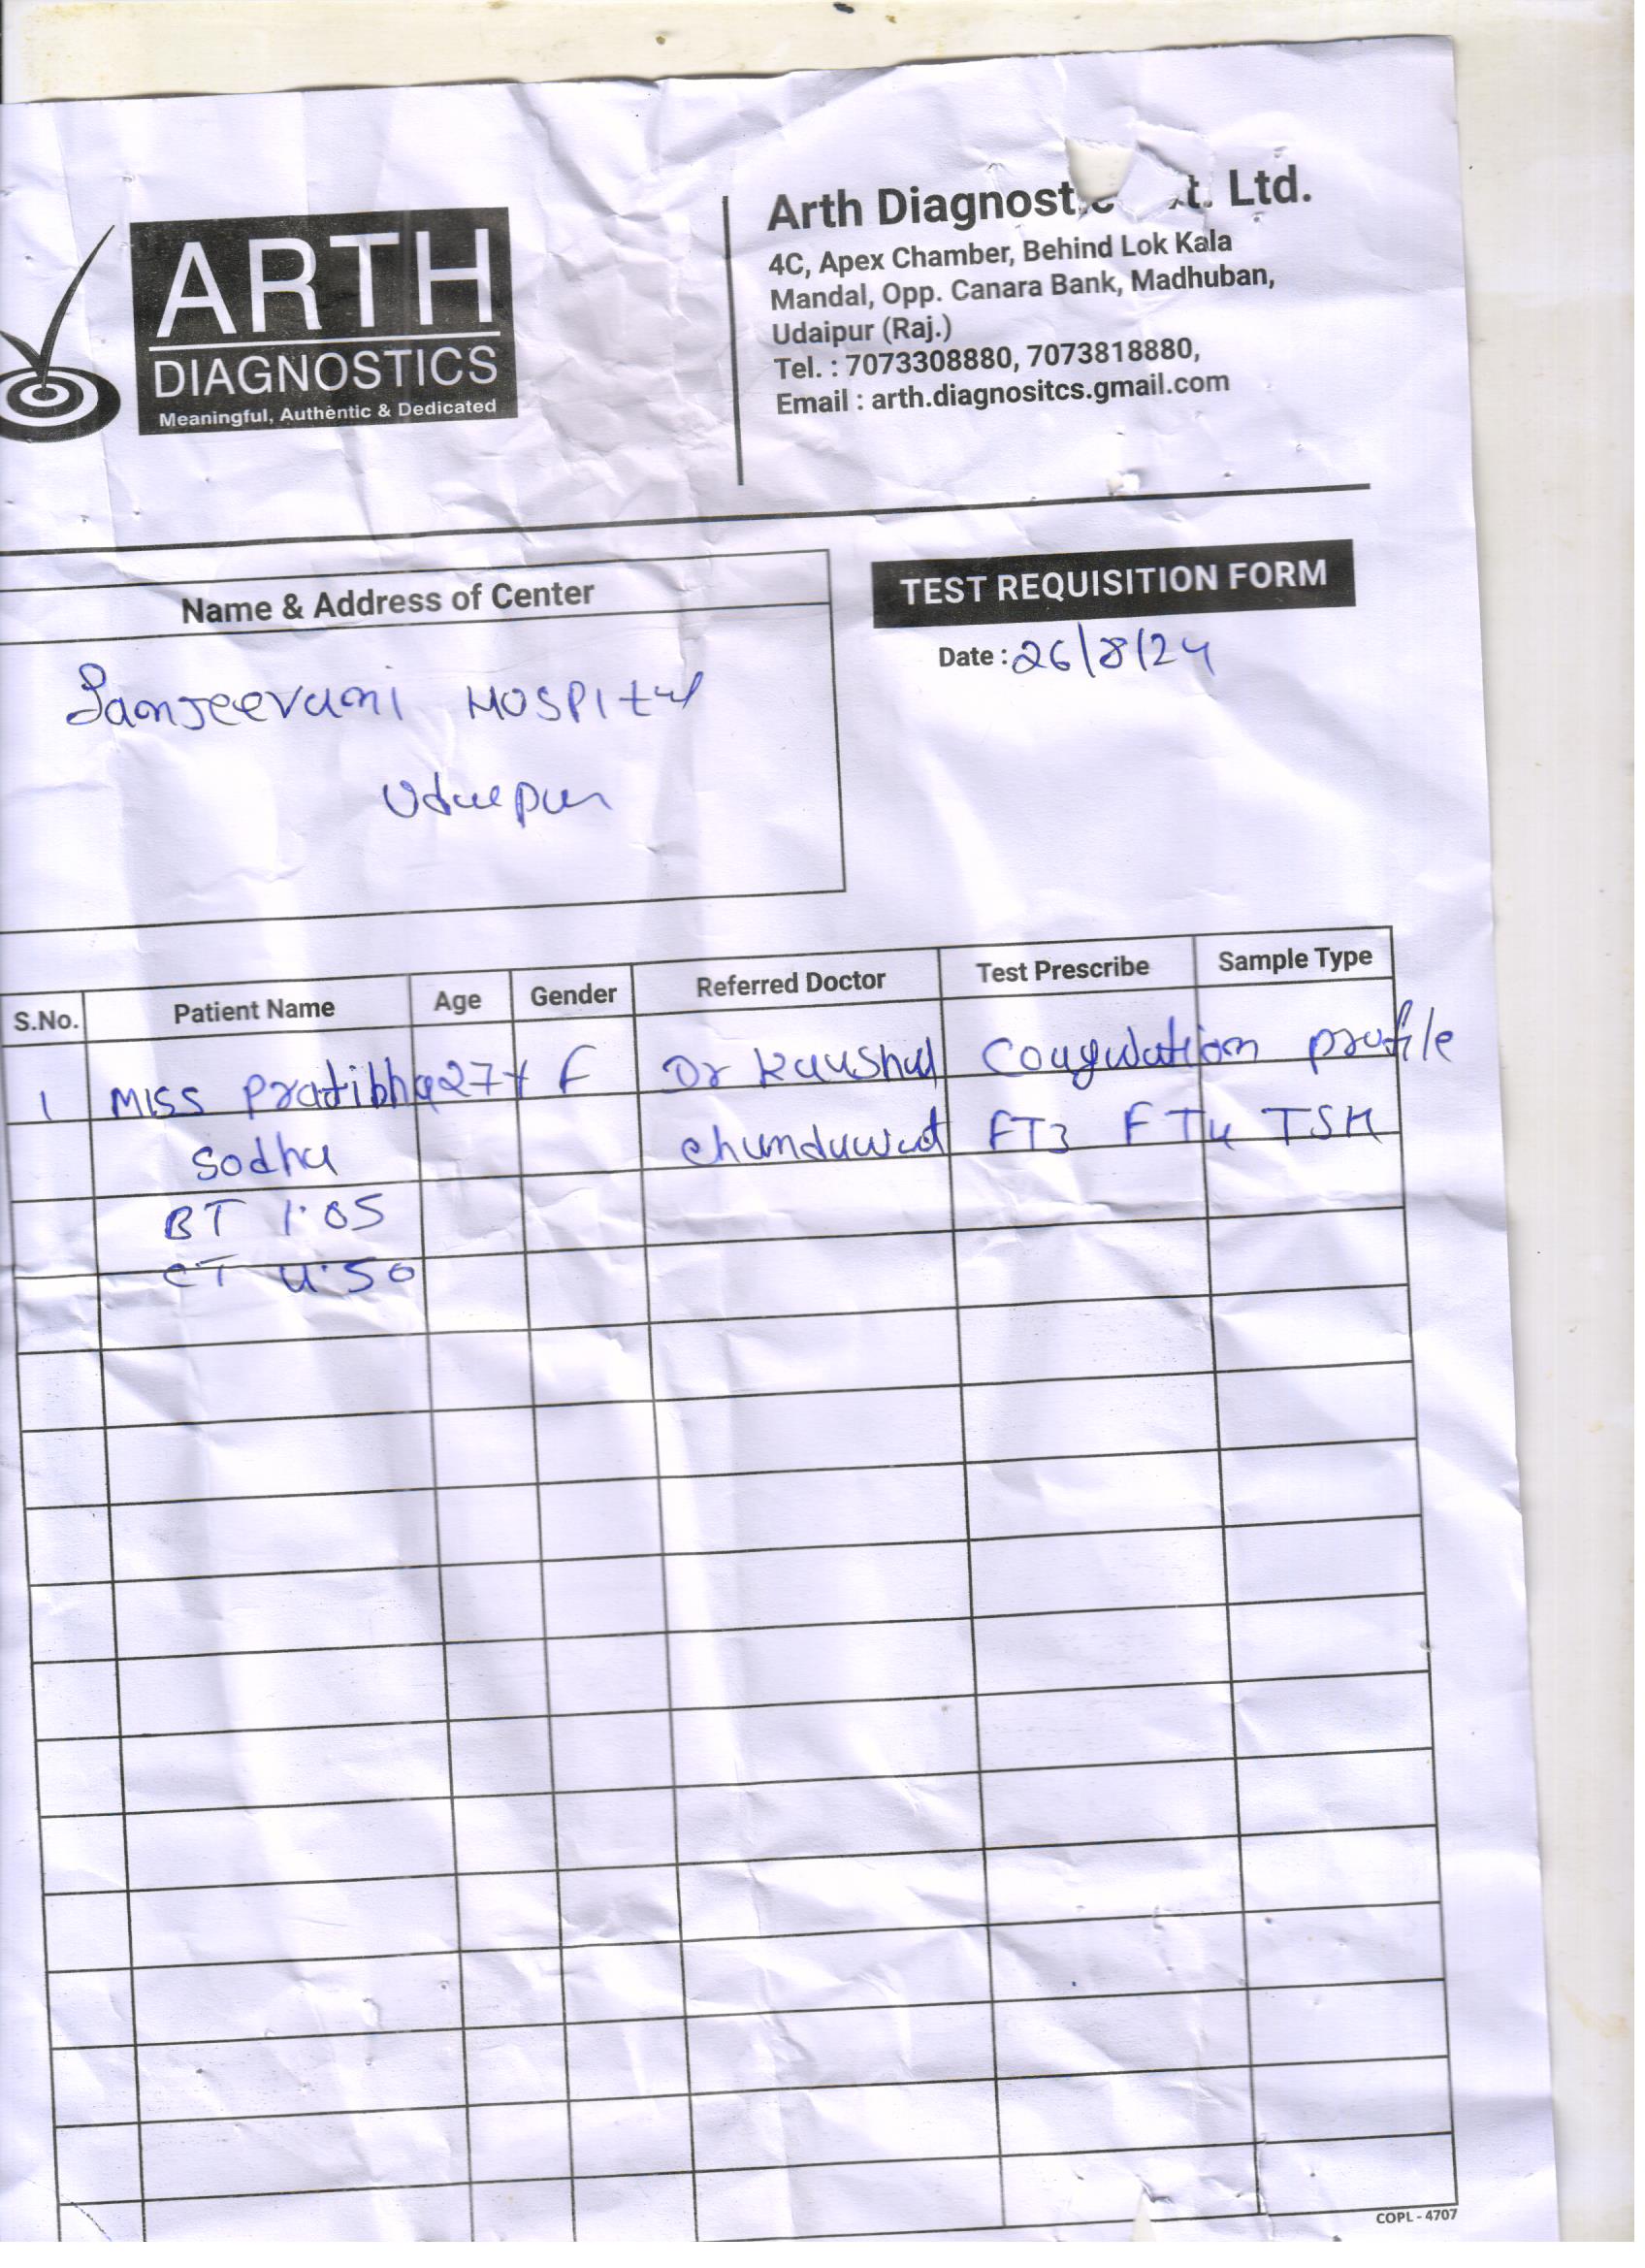 ARTH
DIAGNOSTICS
Meaningful, Authentic & Dedicated
Arth Diagnostic t. Ltd.
4C, Apex Chamber, Behind Lok Kala
Mandal, Opp. Canara Bank, Madhuban,
Udaipur (Raj.)
Tel. : 7073308880, 7073818880,
Email : arth.diagnositcs.gmail.com
Name & Address of Center
Sanjeevani HOSPital
Udaipur
TEST REQUISITION FORM
Date : 26/8/24
S.No. Patient Name Age Gender Referred Doctor Test Prescribe Sample Type
1 Miss Pratibha 27Y F Dr Kaushal Coagulation profile
Sodha chundawat FT3 FT4 TSH
BT 1.05
CT 4.50
COPL - 4707